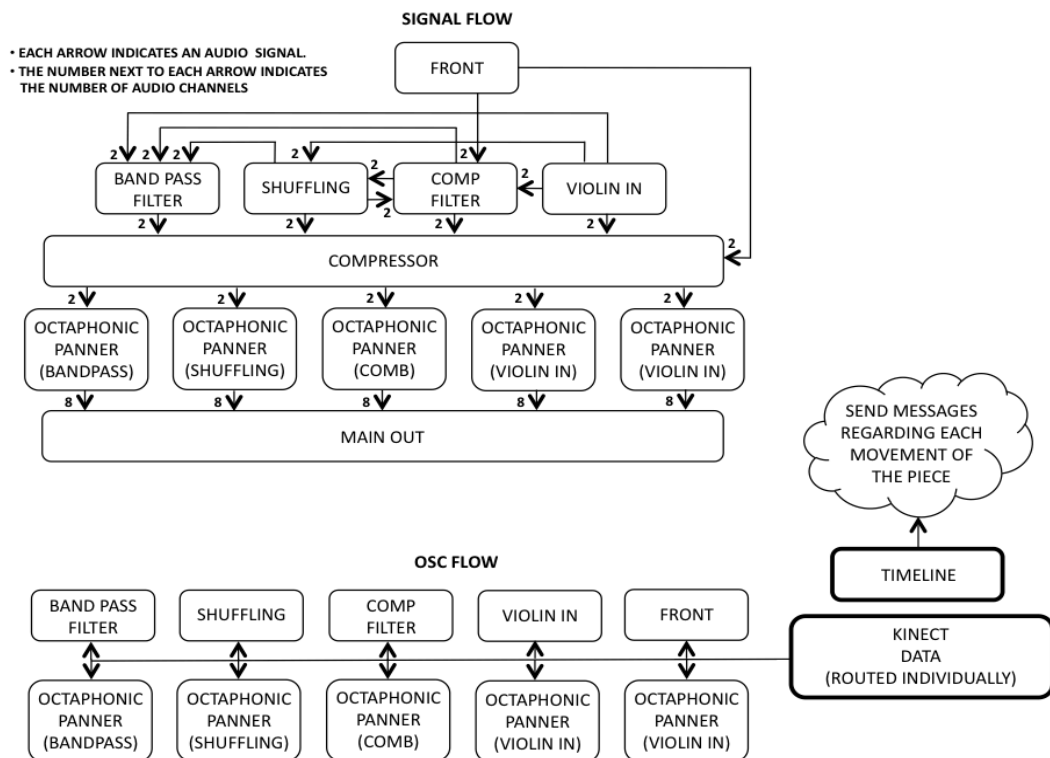 SIGNAL FLOW
• EACH ARROW INDICATES AN AUDIO SIGNAL.
• THE NUMBER NEXT TO EACH ARROW INDICATES
THE NUMBER OF AUDIO CHANNELS
FRONT
2 2 2 2 2
BAND PASS
FILTER
SHUFFLING
2
2
COMP
FILTER
2
VIOLIN IN
2 2 2 2
2
COMPRESSOR
2 2 2 2 2
OCTAPHONIC
PANNER
(BANDPASS)
OCTAPHONIC
PANNER
(SHUFFLING)
OCTAPHONIC
PANNER
(COMB)
OCTAPHONIC
PANNER
(VIOLIN IN)
OCTAPHONIC
PANNER
(VIOLIN IN)
8 8 8 8 8
MAIN OUT
SEND MESSAGES
REGARDING EACH
MOVEMENT OF
THE PIECE
TIMELINE
OSC FLOW
BAND PASS
FILTER
SHUFFLING
COMP
FILTER
VIOLIN IN
FRONT
KINECT
DATA
(ROUTED INDIVIDUALLY)
OCTAPHONIC
PANNER
(BANDPASS)
OCTAPHONIC
PANNER
(SHUFFLING)
OCTAPHONIC
PANNER
(COMB)
OCTAPHONIC
PANNER
(VIOLIN IN)
OCTAPHONIC
PANNER
(VIOLIN IN)